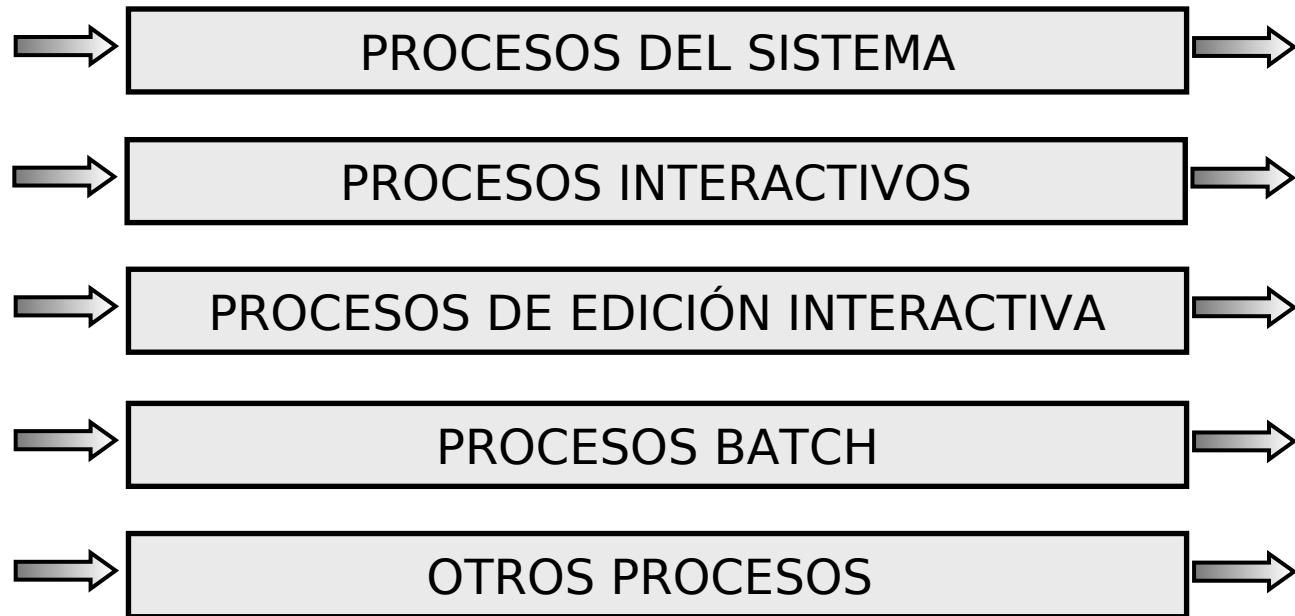 PROCESOS DEL SISTEMA
PROCESOS INTERACTIVOS
PROCESOS DE EDICIÓN INTERACTIVA
PROCESOS BATCH
OTROS PROCESOS